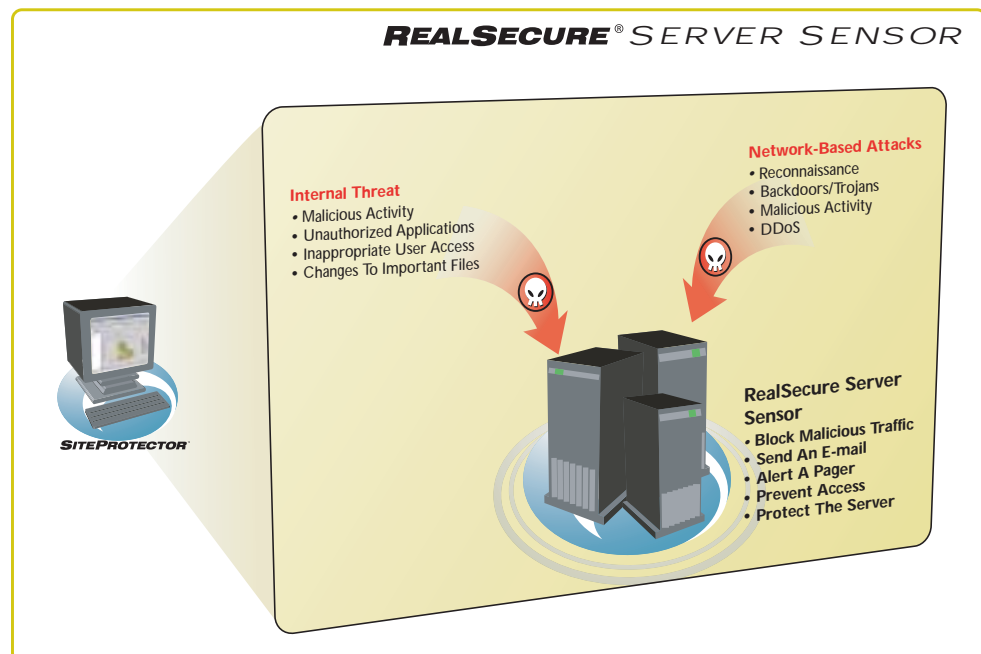 REALSECURE® SERVER SENSOR
Internal Threat
• Malicious Activity
• Unauthorized Applications
• Inappropriate User Access
• Changes To Important Files
Network-Based Attacks
• Reconnaissance
• Backdoors/Trojans
• Malicious Activity
• DDoS
SITEPROTECTOR
RealSecure Server
Sensor
• Block Malicious Traffic
• Send An E-mail
• Alert A Pager
• Prevent Access
• Protect The Server